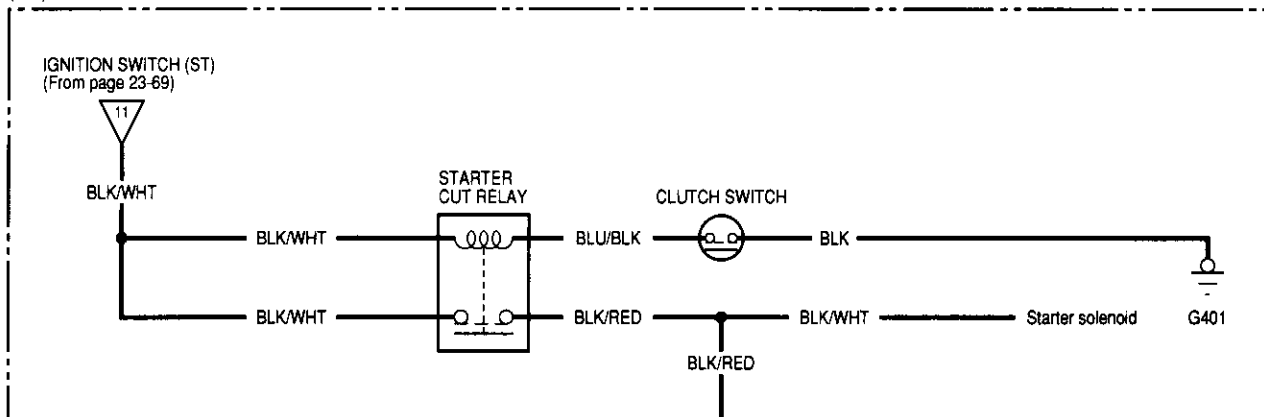 IGNITION SWITCH (ST)
(From page 23-69)
11
BLK/WHT
STARTER
CUT RELAY
CLUTCH SWITCH
BLK/WHT
BLU/BLK
BLK
BLK/WHT
BLK/RED
BLK/WHT
Starter solenoid
G401
BLK/RED